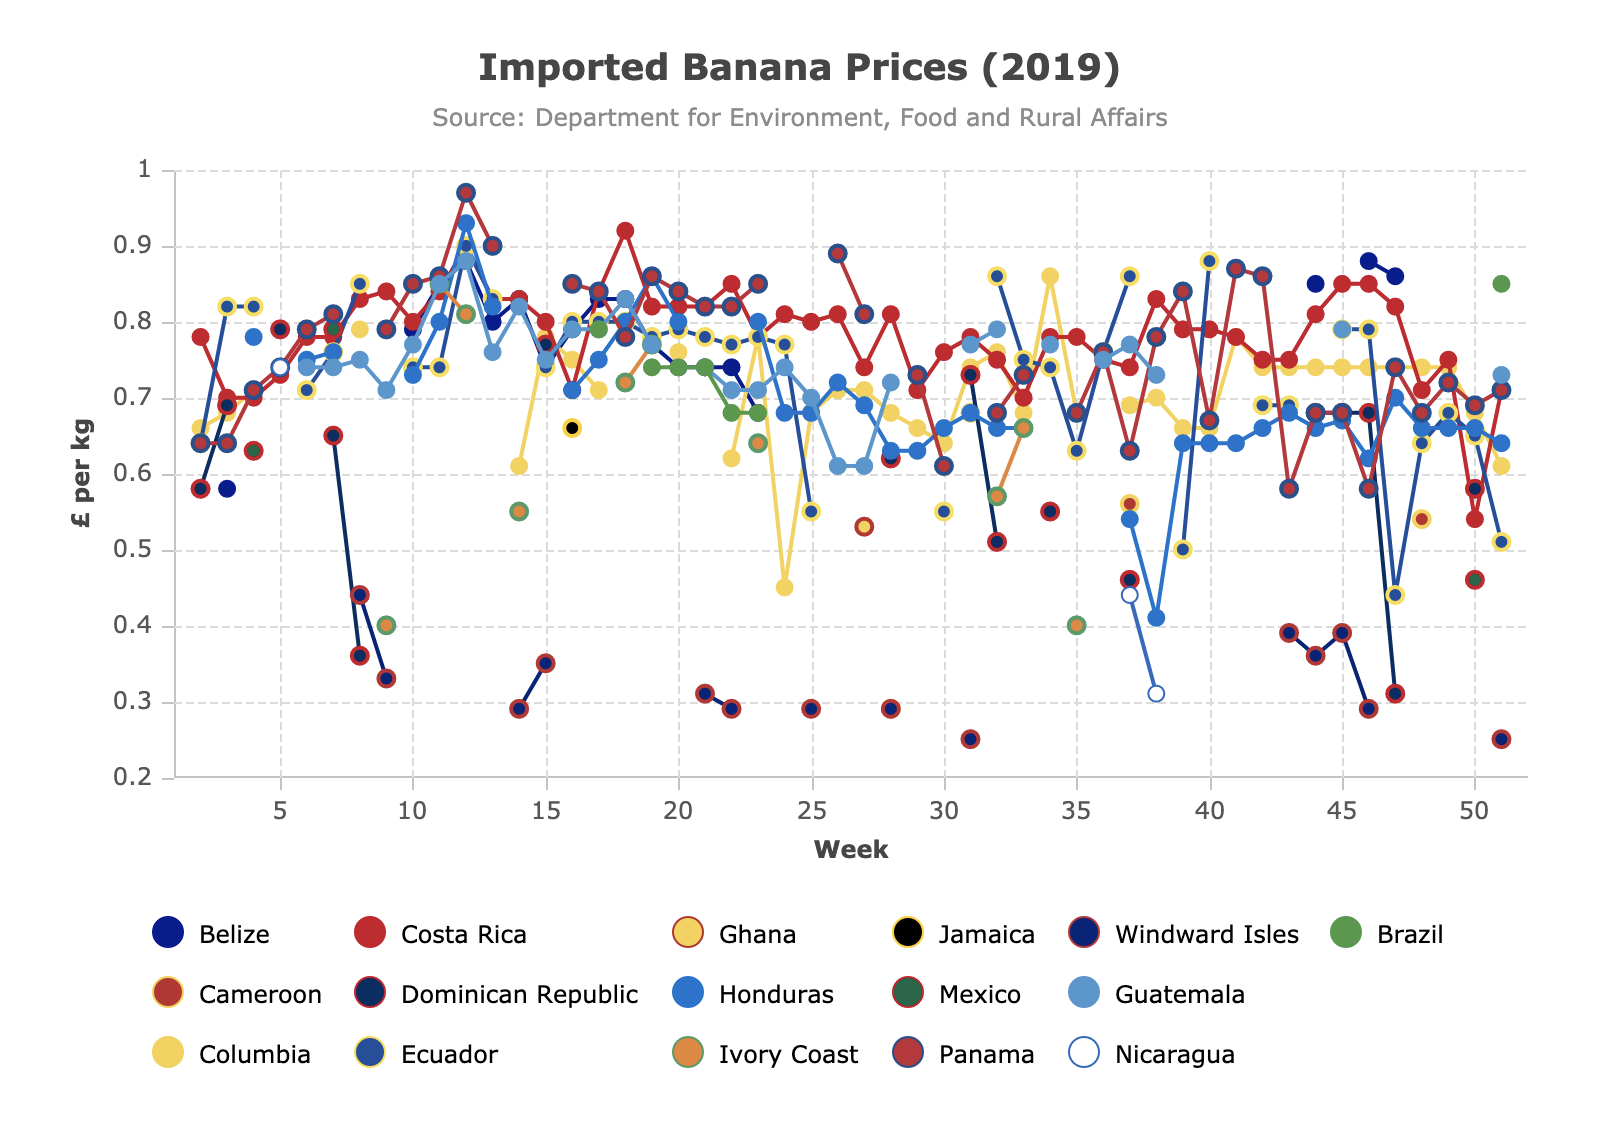 Imported Banana Prices (2019)
Source: Department for Environment, Food and Rural Affairs
1
0.9
0.8
0.7
0.6
0.5
0.4
0.3
0.2
£ per kg
5 10 15 20 25 30 35 40 45 50
Week
Belize Costa Rica Ghana Jamaica Windward Isles Brazil
Cameroon Dominican Republic Honduras Mexico Guatemala
Columbia Ecuador Ivory Coast Panama Nicaragua